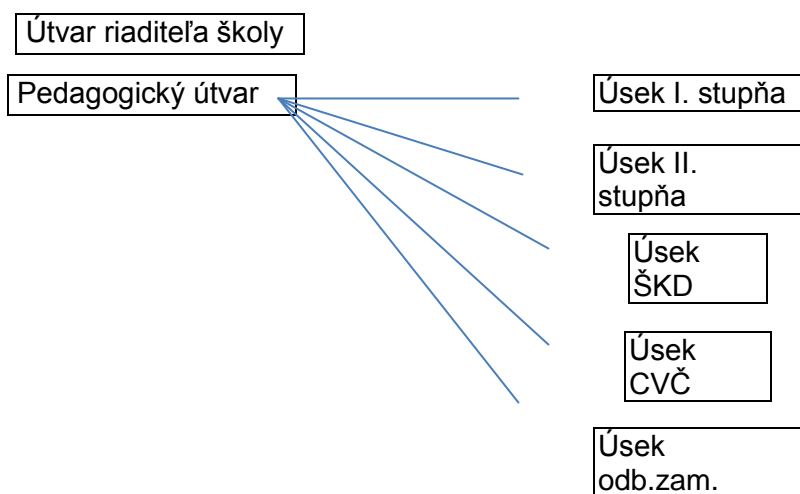 Útvar riaditeľa školy
Pedagogický útvar
Úsek I. stupňa
Úsek II.
stupňa
Úsek
ŠKD
Úsek
CVČ
Úsek
odb.zam.